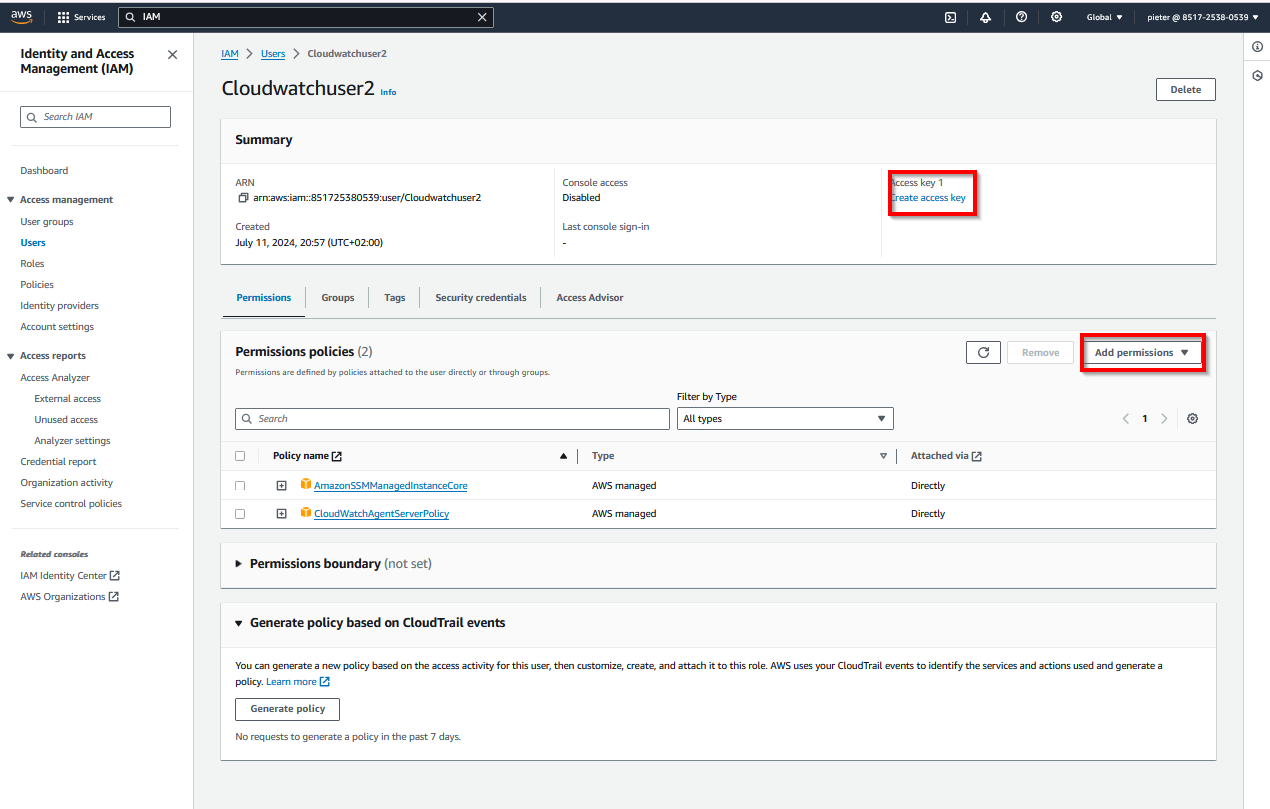 aws
Services
IAM
Global
pieter @ 8517-2538-0539
Identity and Access
Management (IAM)
Search IAM
Dashboard
Access management
User groups
Users
Roles
Policies
Identity providers
Account settings
Access reports
Access Analyzer
External access
Unused access
Analyzer settings
Credential report
Organization activity
Service control policies
Related consoles
IAM Identity Center
AWS Organizations
IAM
Users
Cloudwatchuser2
Cloudwatchuser2 Info
Delete
Summary
ARN
arn:aws:iam::851725380539:user/Cloudwatchuser2
Created
July 11, 2024, 20:57 (UTC+02:00)
Console access
Disabled
Last console sign-in
-
Access key 1
Create access key
Permissions
Groups
Tags
Security credentials
Access Advisor
Permissions policies (2)
Permissions are defined by policies attached to the user directly or through groups.
Remove
Add permissions
Filter by Type
Search
All types
1
Policy name
Type
Attached via
AmazonSSMManagedInstanceCore
AWS managed
Directly
CloudWatchAgentServerPolicy
AWS managed
Directly
Permissions boundary (not set)
Generate policy based on CloudTrail events
You can generate a new policy based on the access activity for this user, then customize, create, and attach it to this role. AWS uses your CloudTrail events to identify the services and actions used and generate a
policy. Learn more
Generate policy
No requests to generate a policy in the past 7 days.